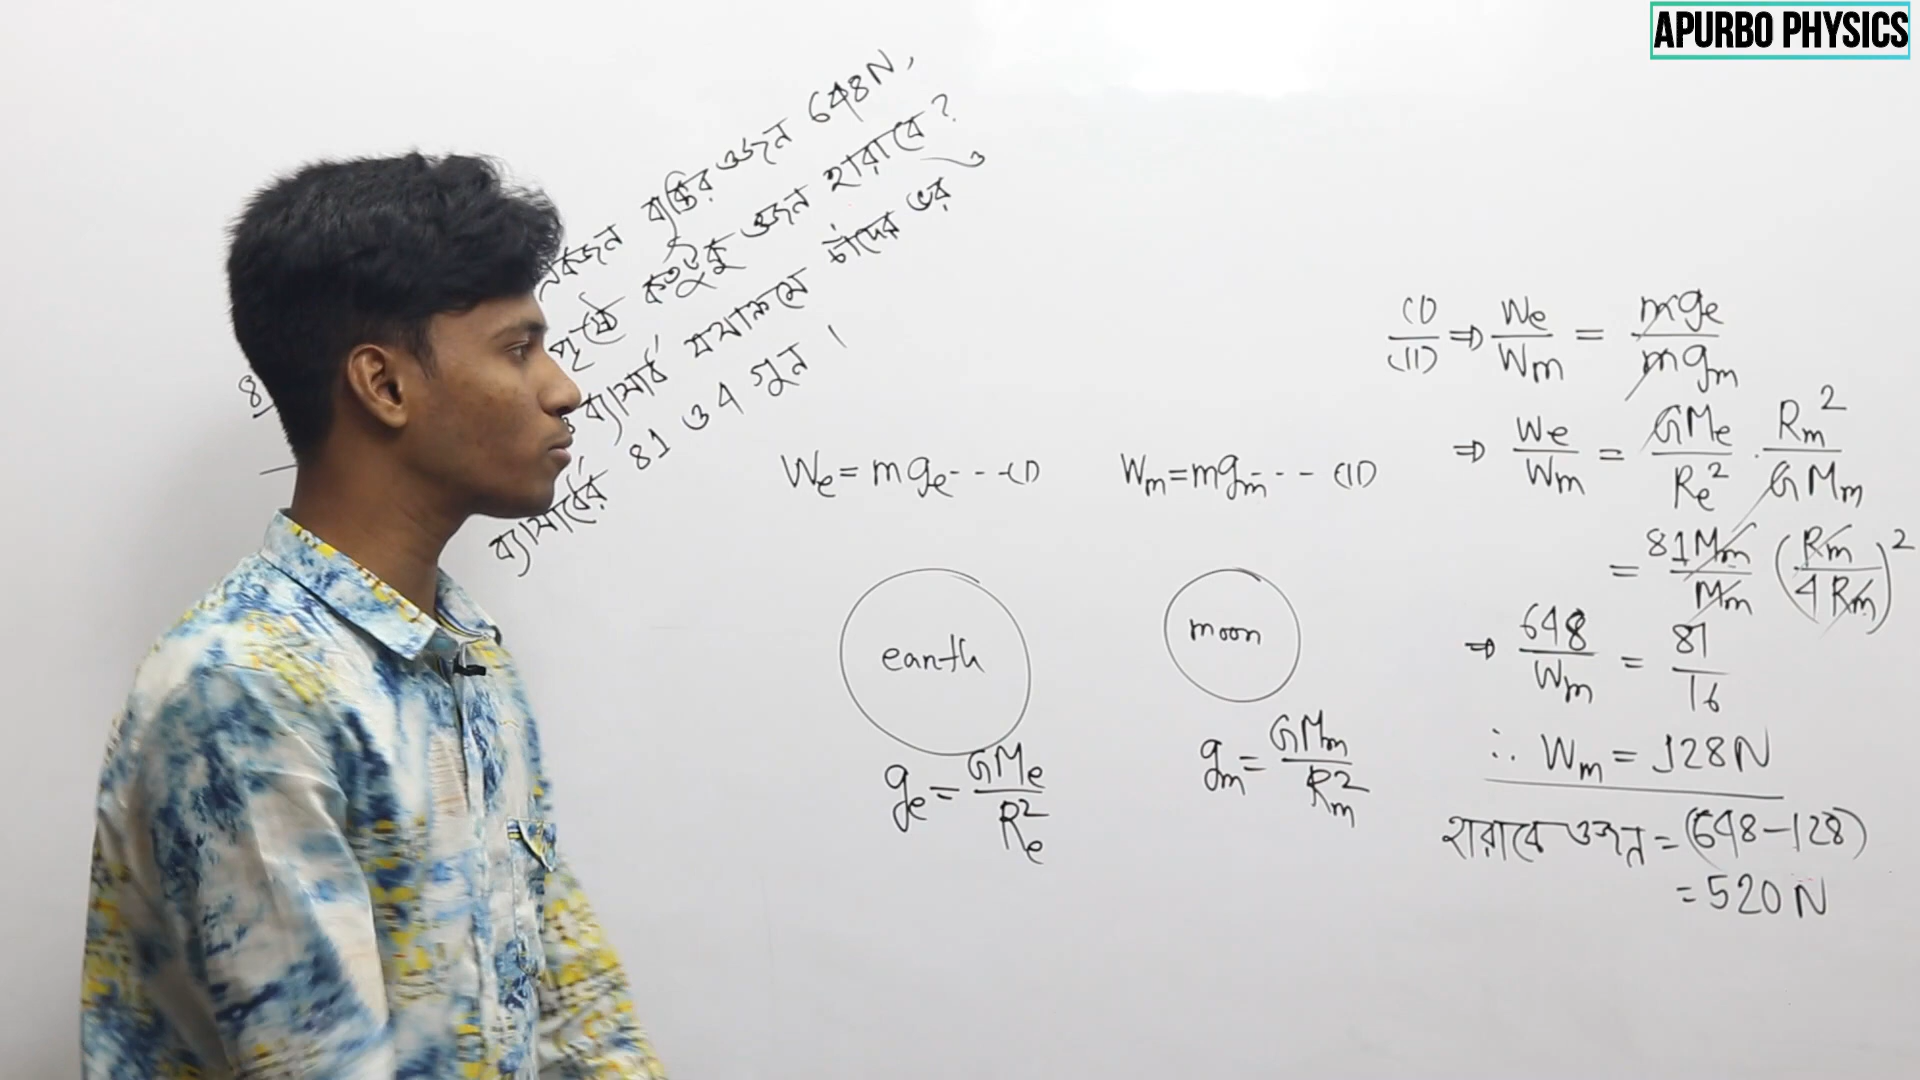 APURBO PHYSICS
একজন ব্যক্তির ওজন 648N,
পৃষ্ঠে কতটুকু ওজন হারাবে?
ও ব্যাসার্ধ যথাক্রমে চাঁদের ভর ও
ব্যাসার্ধের 81 ও 4 গুন ।
8
We = mge - - - (I)
Wm = mgm - - - (II)
earth
moon
ge = GMe / Re²
gm = GMm / Rm²
(I)/(II) ⇒ We/Wm = mge/mgm
⇒ We/Wm = GMe/Re² · Rm²/GMm
= 81Mm/Mm (Rm/4Rm)²
⇒ 648/Wm = 81/16
∴ Wm = 128N
হারাবে ওজন = (648-128)
= 520 N